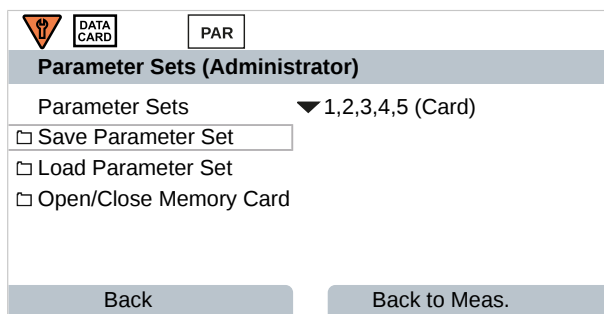 DATA
CARD
PAR
Parameter Sets (Administrator)
Parameter Sets 1,2,3,4,5 (Card)
Save Parameter Set
Load Parameter Set
Open/Close Memory Card
Back Back to Meas.